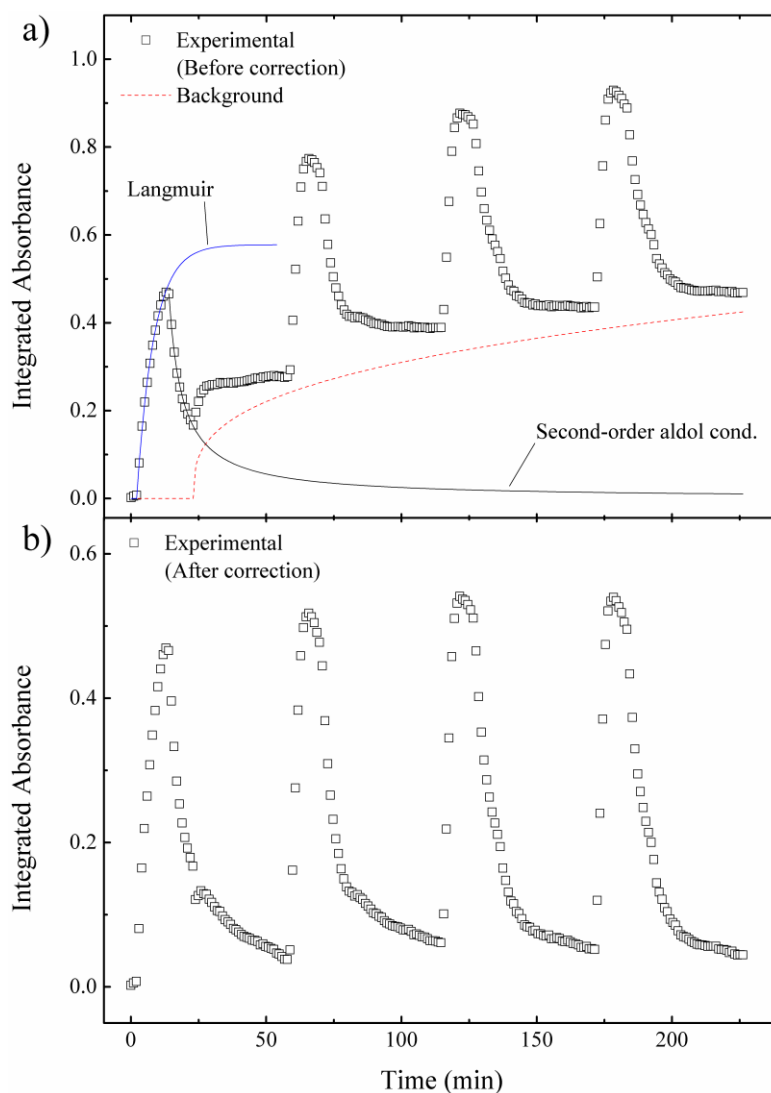 a)
Experimental
(Before correction)
Background
Langmuir
Second-order aldol cond.
Integrated Absorbance
1.0
0.8
0.6
0.4
0.2
0.0
b)
Experimental
(After correction)
Integrated Absorbance
0.6
0.4
0.2
0.0
0
50
100
150
200
Time (min)